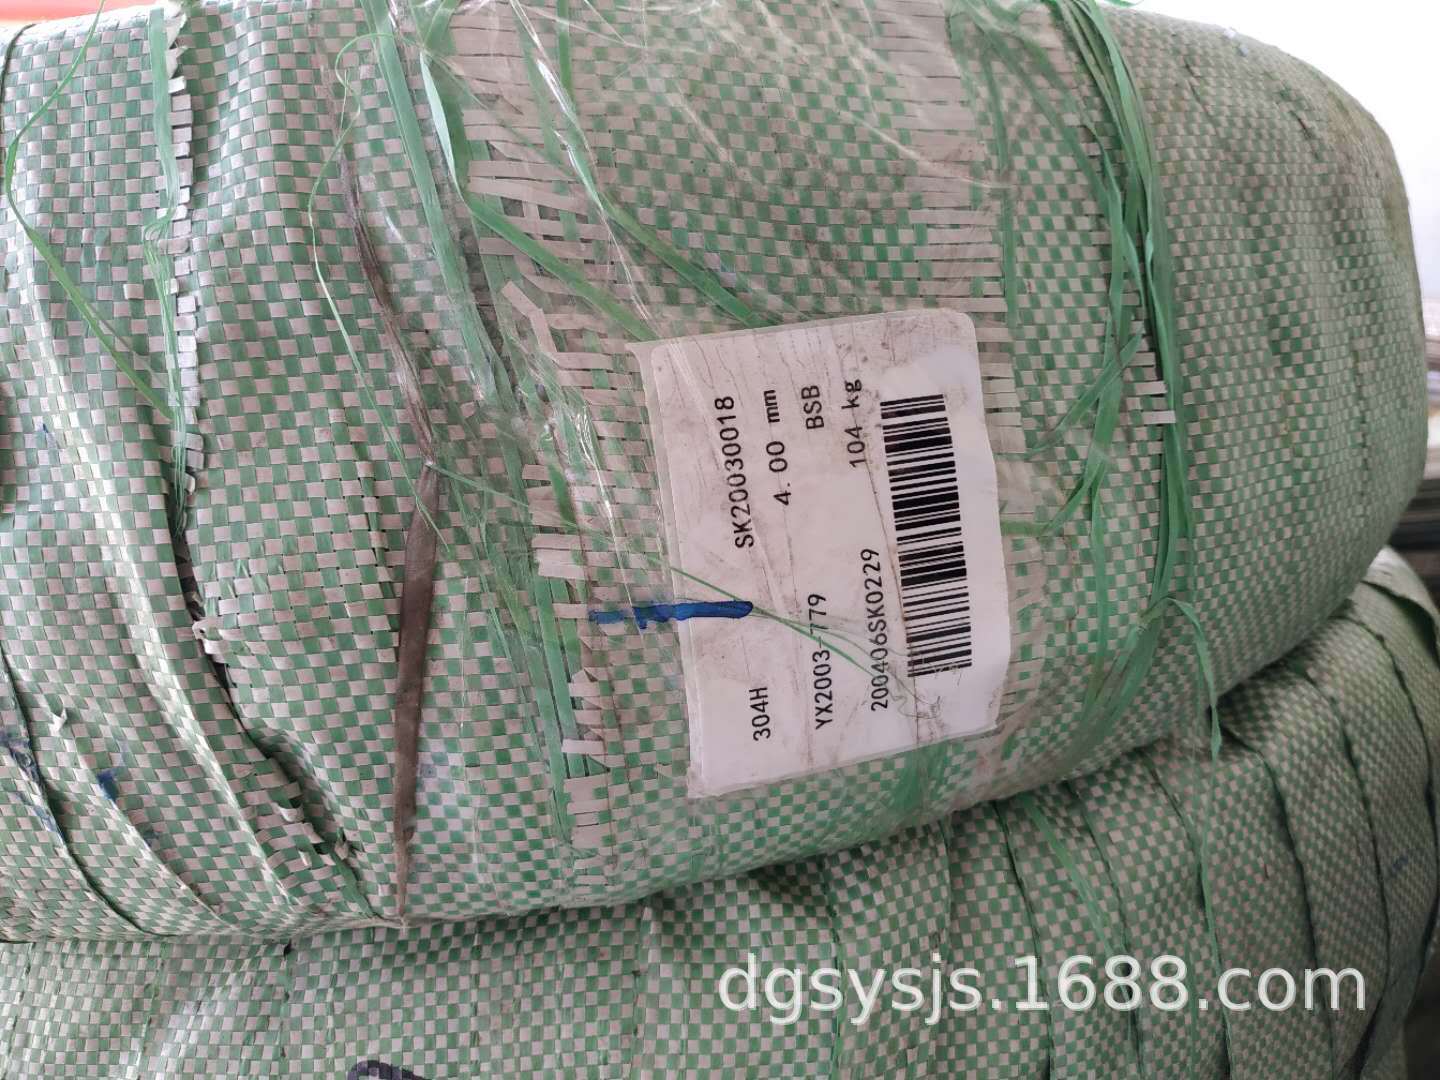 304H SK20030018
4.00 mm
YX2003-779 BSB
104 kg
200406SK0229
dgsysjs.1688.com